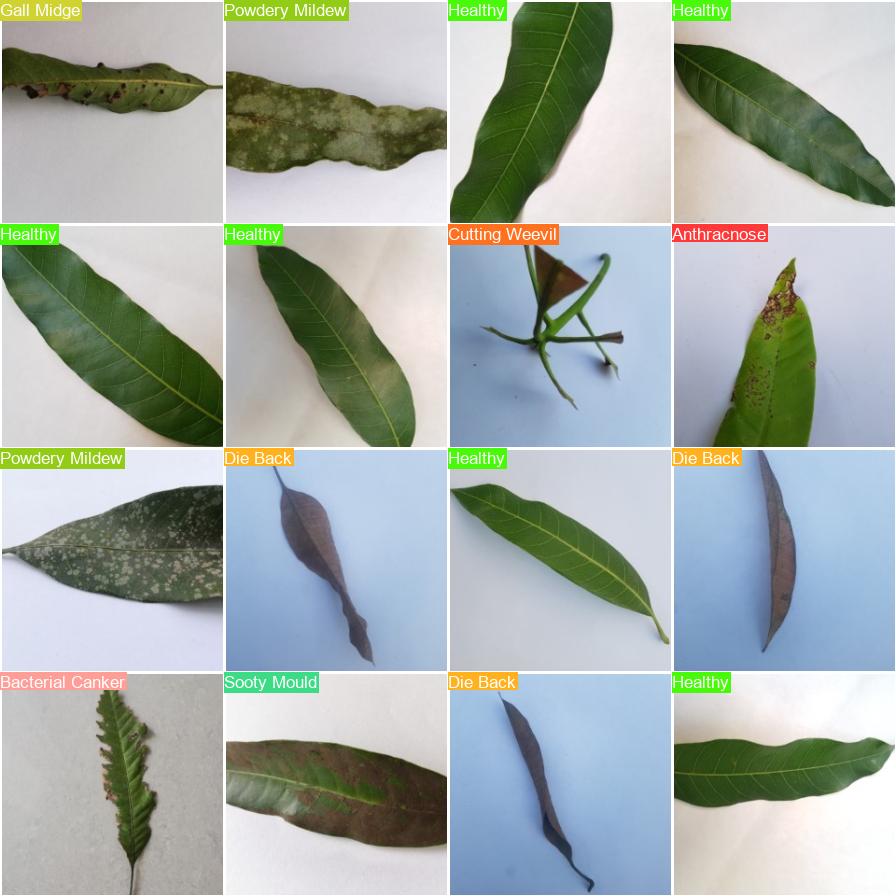 Gall Midge
Powdery Mildew
Healthy
Healthy
Healthy
Healthy
Cutting Weevil
Anthracnose
Powdery Mildew
Die Back
Healthy
Die Back
Bacterial Canker
Sooty Mould
Die Back
Healthy